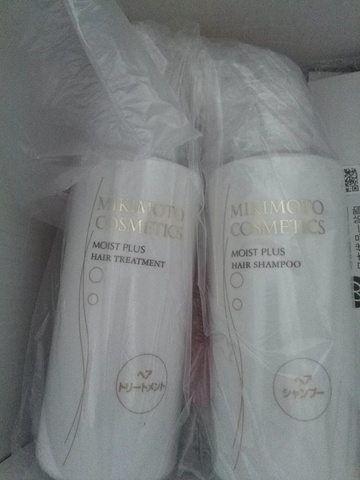 MIKIMOTO
COSMETICS
MOIST PLUS
HAIR TREATMENT
ヘア
トリートメント
MIKIMOTO
COSMETICS
MOIST PLUS
HAIR SHAMPOO
ヘア
シャンプー